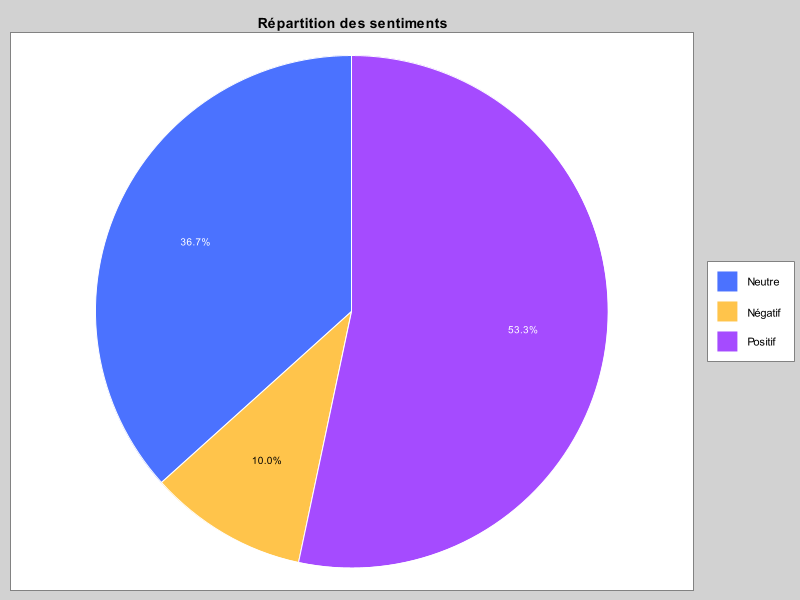 Répartition des sentiments
36.7%
53.3%
10.0%
Neutre
Négatif
Positif